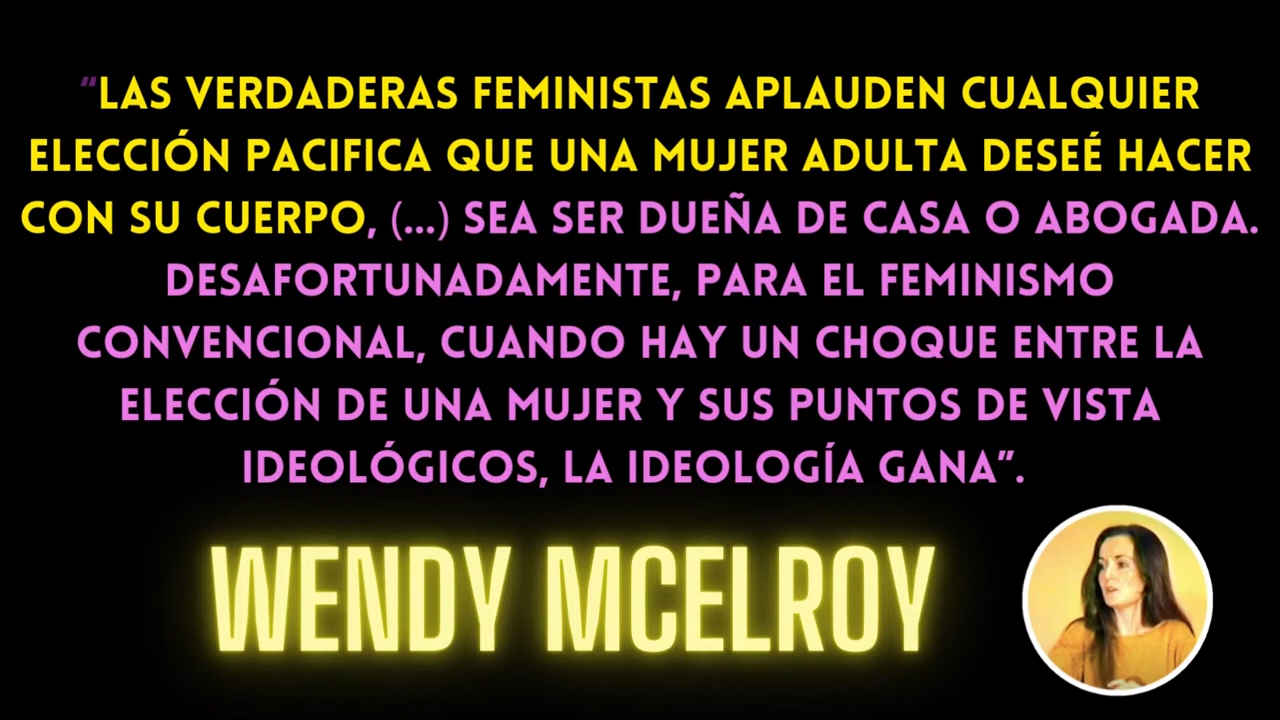 “LAS VERDADERAS FEMINISTAS APLAUDEN CUALQUIER
ELECCIÓN PACIFICA QUE UNA MUJER ADULTA DESEÉ HACER
CON SU CUERPO, (...) SEA SER DUEÑA DE CASA O ABOGADA.
DESAFORTUNADAMENTE, PARA EL FEMINISMO
CONVENCIONAL, CUANDO HAY UN CHOQUE ENTRE LA
ELECCIÓN DE UNA MUJER Y SUS PUNTOS DE VISTA
IDEOLÓGICOS, LA IDEOLOGÍA GANA”.
WENDY MCELROY